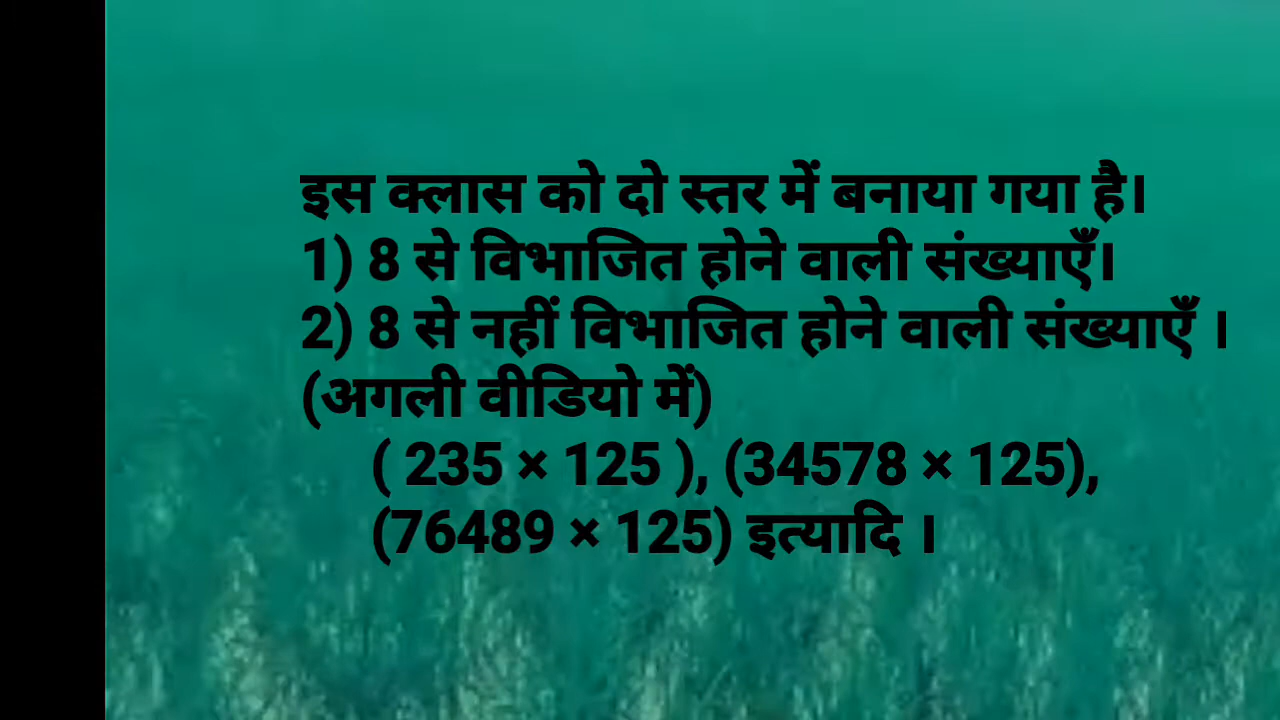 इस क्लास को दो स्तर में बनाया गया है।
1) 8 से विभाजित होने वाली संख्याएँ।
2) 8 से नहीं विभाजित होने वाली संख्याएँ ।
(अगली वीडियो में)
( 235 × 125 ), (34578 × 125),
(76489 × 125) इत्यादि ।